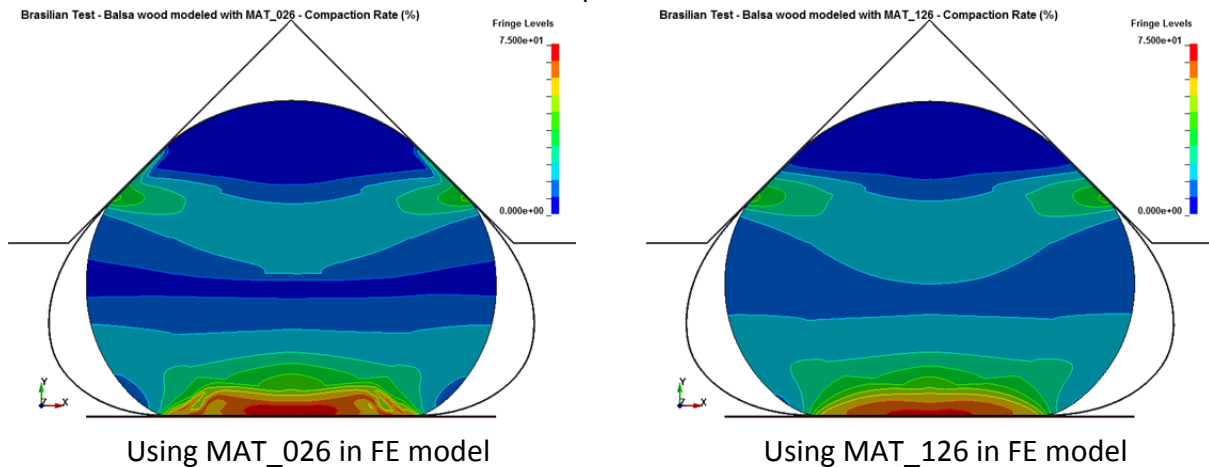 Brasilian Test - Balsa wood modeled with MAT_026 - Compaction Rate (%)
Fringe Levels
7.500e+01
0.000e+00
Y
Z X
Using MAT_026 in FE model
Brasilian Test - Balsa wood modeled with MAT_126 - Compaction Rate (%)
Fringe Levels
7.500e+01
0.000e+00
Y
Z X
Using MAT_126 in FE model